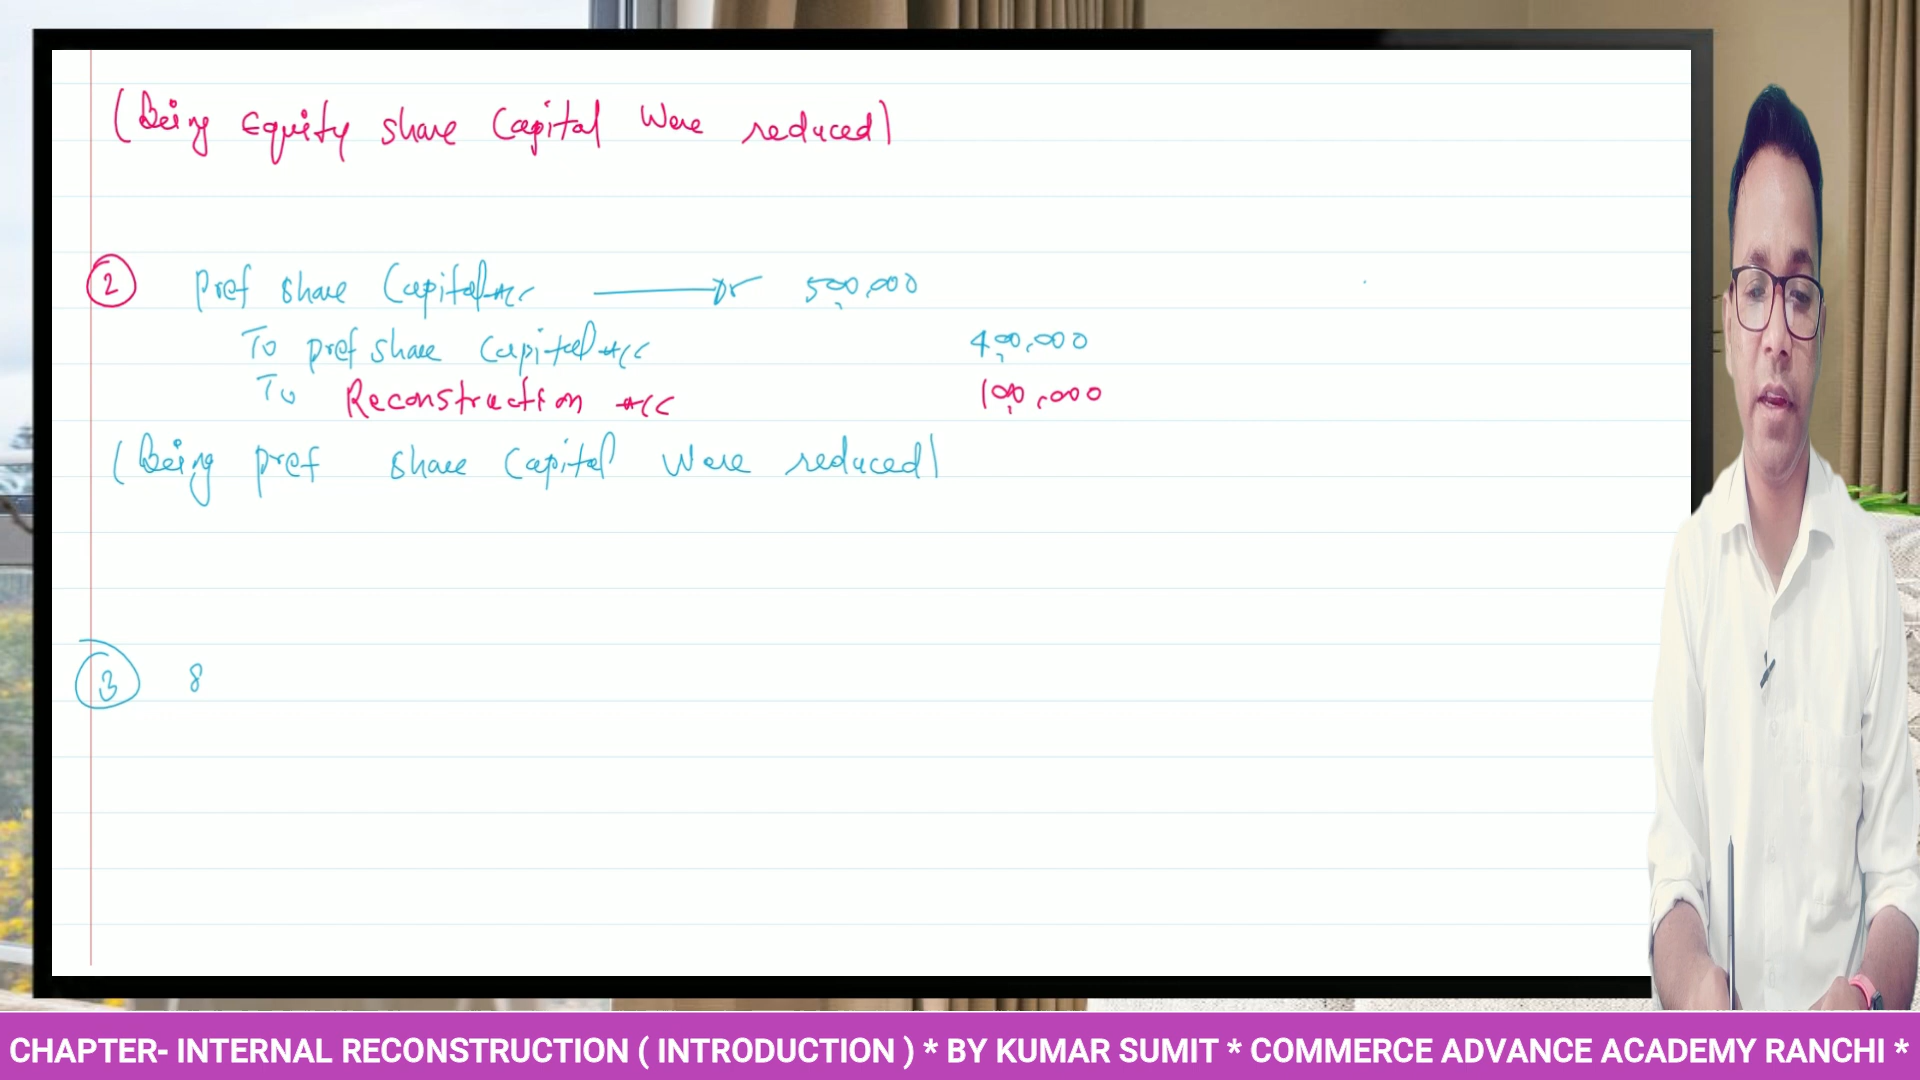 (Being Equity share Capital were reduced)
2 Pref share Capital A/c Dr 500,000
To pref share Capital A/c 400,000
To Reconstruction A/c 100,000
(Being pref share Capital were reduced)
3 8
CHAPTER- INTERNAL RECONSTRUCTION ( INTRODUCTION ) * BY KUMAR SUMIT * COMMERCE ADVANCE ACADEMY RANCHI *